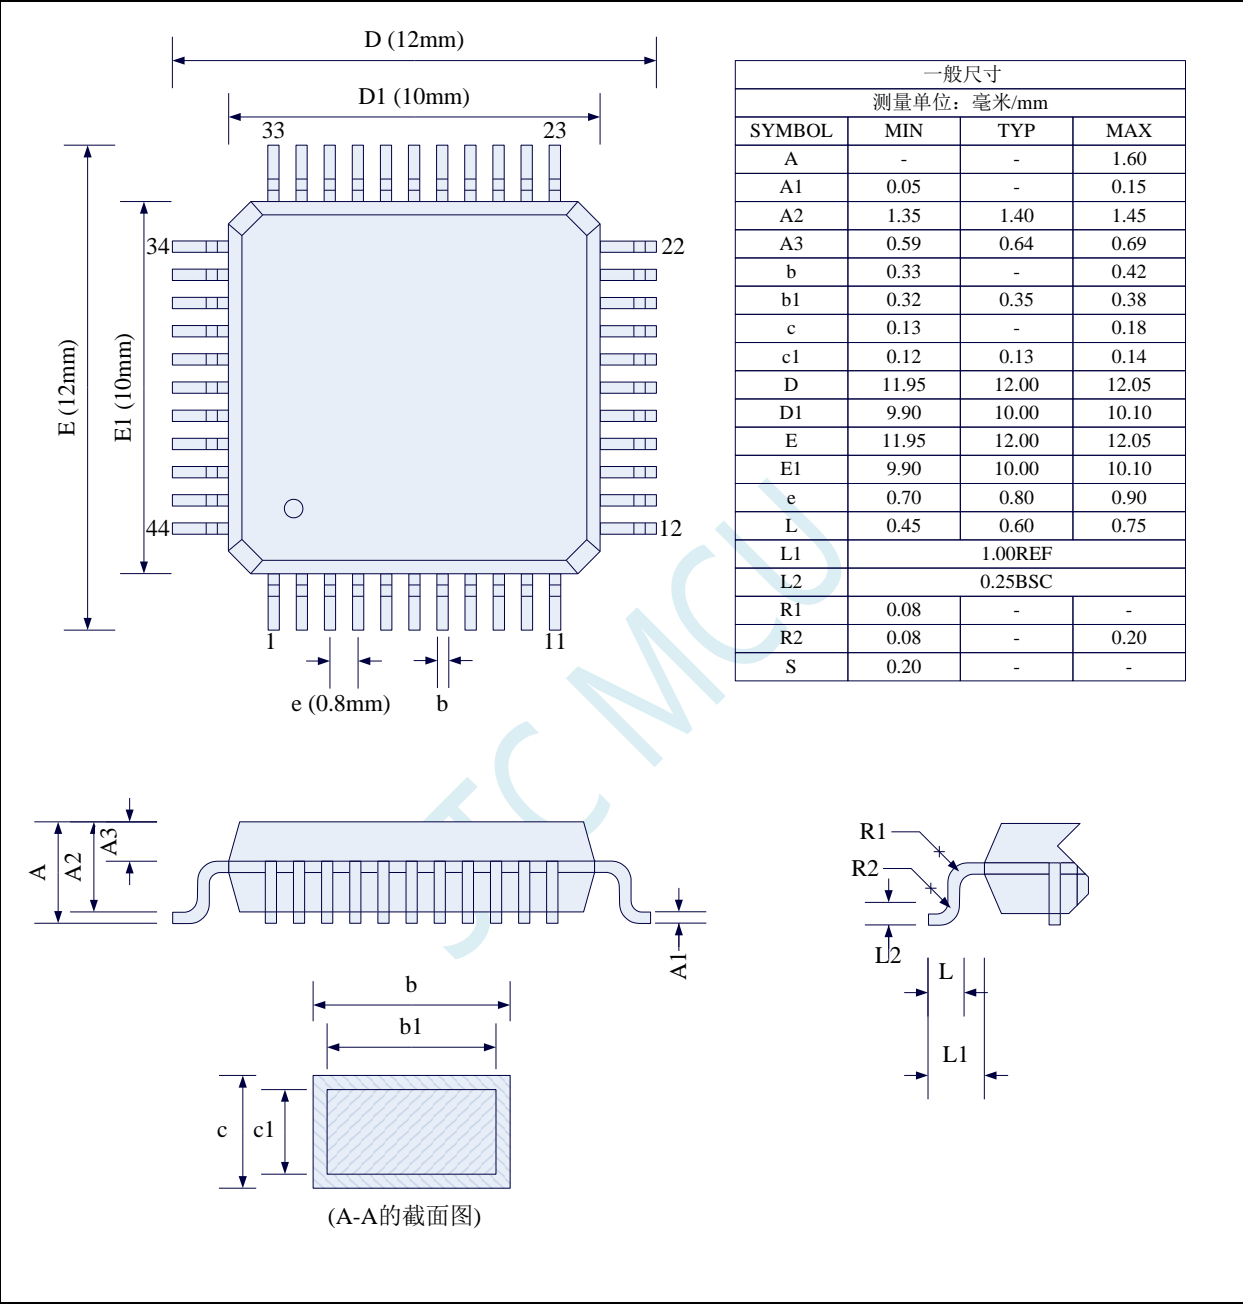 D (12mm)
D1 (10mm)
33 23
34 22
E (12mm)
E1 (10mm)
44 12
1 11
e (0.8mm) b
一般尺寸
测量单位：毫米/mm
SYMBOL MIN TYP MAX
A - - 1.60
A1 0.05 - 0.15
A2 1.35 1.40 1.45
A3 0.59 0.64 0.69
b 0.33 - 0.42
b1 0.32 0.35 0.38
c 0.13 - 0.18
c1 0.12 0.13 0.14
D 11.95 12.00 12.05
D1 9.90 10.00 10.10
E 11.95 12.00 12.05
E1 9.90 10.00 10.10
e 0.70 0.80 0.90
L 0.45 0.60 0.75
L1 1.00REF
L2 0.25BSC
R1 0.08 - -
R2 0.08 - 0.20
S 0.20 - -
A
A2
A3
A1
R1
R2
L2
L
L1
b
b1
c
c1
(A-A的截面图)
MCU